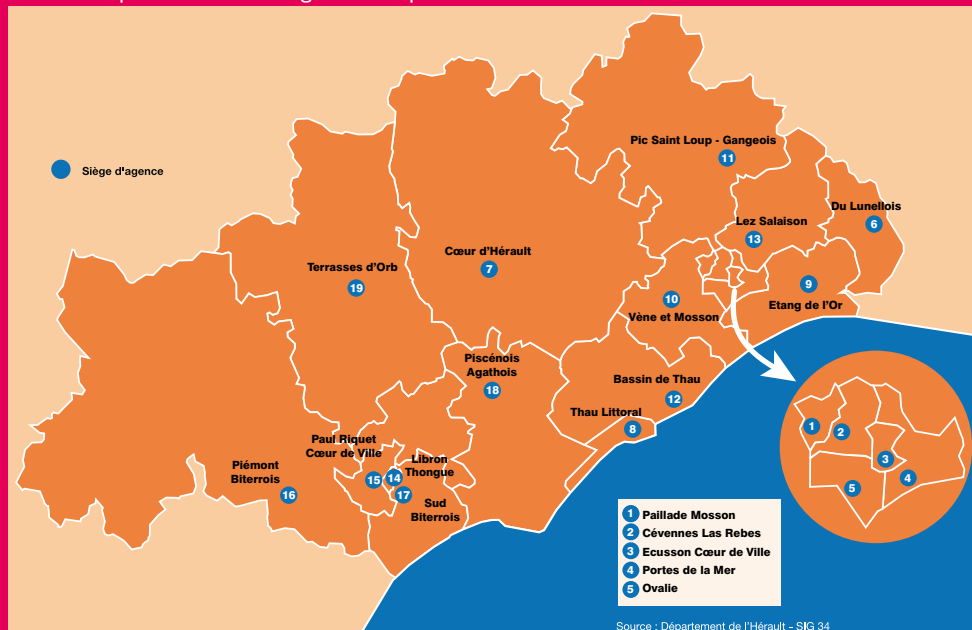 Siège d'agence
Pic Saint Loup - Gangeois
11
Du Lunellois
6
Lez Salaison
13
Cœur d'Hérault
7
Terrasses d'Orb
19
9
Etang de l'Or
10
Vène et Mosson
Piscénois
Agathois
18
Bassin de Thau
12
Thau Littoral
8
Paul Riquet
Cœur de Ville
15
14
Libron
Thongue
17
Sud
Biterrois
Piémont
Biterrois
16
1
2
3
4
5
1 Paillade Mosson
2 Cévennes Las Rebes
3 Ecusson Cœur de Ville
4 Portes de la Mer
5 Ovalie
Source : Département de l'Hérault - SIG 34